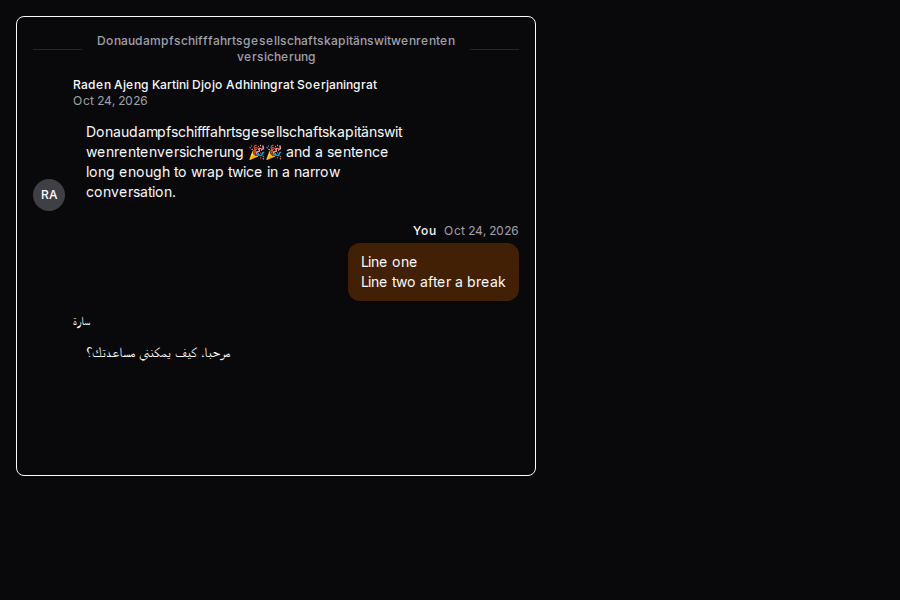 Donaudampfschifffahrtsgesellschaftskapitänswitwenrenten
versicherung
Raden Ajeng Kartini Djojo Adhiningrat Soerjaningrat
Oct 24, 2026
Donaudampfschifffahrtsgesellschaftskapitänswit
wenrentenversicherung 🎉🎉 and a sentence
long enough to wrap twice in a narrow
conversation.
RA
You Oct 24, 2026
Line one
Line two after a break
سارة
مرحبا، كيف يمكنني مساعدتك؟